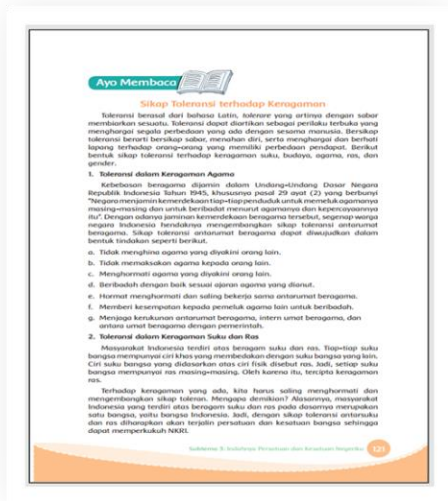 Ayo Membaca
Sikap Toleransi terhadap Keragaman
Toleransi berasal dari bahasa Latin, tolerare yang artinya dengan sabar
membiarkan sesuatu. Toleransi dapat diartikan sebagai perilaku terbuka yang
menghargai segala perbedaan yang ada dengan sesama manusia. Bersikap
toleransi berarti bersikap sabar, menahan diri, serta menghargai dan berhati
lapang terhadap orang-orang yang memiliki perbedaan pendapat. Berikut
bentuk sikap toleransi terhadap keragaman suku, budaya, agama, ras, dan
gender.
1. Toleransi dalam Keragaman Agama
Kebebasan beragama dijamin dalam Undang-Undang Dasar Negara
Republik Indonesia Tahun 1945, khususnya pasal 29 ayat (2) yang berbunyi
"Negara menjamin kemerdekaan tiap-tiap penduduk untuk memeluk agamanya
masing-masing dan untuk beribadat menurut agamanya dan kepercayaannya
itu". Dengan adanya jaminan kemerdekaan beragama tersebut, segenap warga
negara Indonesia hendaknya mengembangkan sikap toleransi antarumat
beragama. Sikap toleransi antarumat beragama dapat diwujudkan dalam
bentuk tindakan seperti berikut.
a. Tidak menghina agama yang diyakini orang lain.
b. Tidak memaksakan agama kepada orang lain.
c. Menghormati agama yang diyakini orang lain.
d. Beribadah dengan baik sesuai ajaran agama yang dianut.
e. Hormat menghormati dan saling bekerja sama antarumat beragama.
f. Memberi kesempatan kepada pemeluk agama lain untuk beribadah.
g. Menjaga kerukunan antarumat beragama, intern umat beragama, dan
antara umat beragama dengan pemerintah.
2. Toleransi dalam Keragaman Suku dan Ras
Masyarakat Indonesia terdiri atas beragam suku dan ras. Tiap-tiap suku
bangsa mempunyai ciri khas yang membedakan dengan suku bangsa yang lain.
Ciri suku bangsa yang didasarkan atas ciri fisik disebut ras. Jadi, setiap suku
bangsa mempunyai ras masing-masing. Oleh karena itu, tercipta keragaman
ras.
Terhadap keragaman yang ada, kita harus saling menghormati dan
mengembangkan sikap toleran. Mengapa demikian? Alasannya, masyarakat
Indonesia yang terdiri atas beragam suku dan ras pada dasarnya merupakan
satu bangsa, yaitu bangsa Indonesia. Jadi, dengan sikap toleransi antarsuku
dan ras diharapkan akan terjalin persatuan dan kesatuan bangsa sehingga
dapat memperkukuh NKRI.
Subtema 3: Indahnya Persatuan dan Kesatuan Negeriku 121